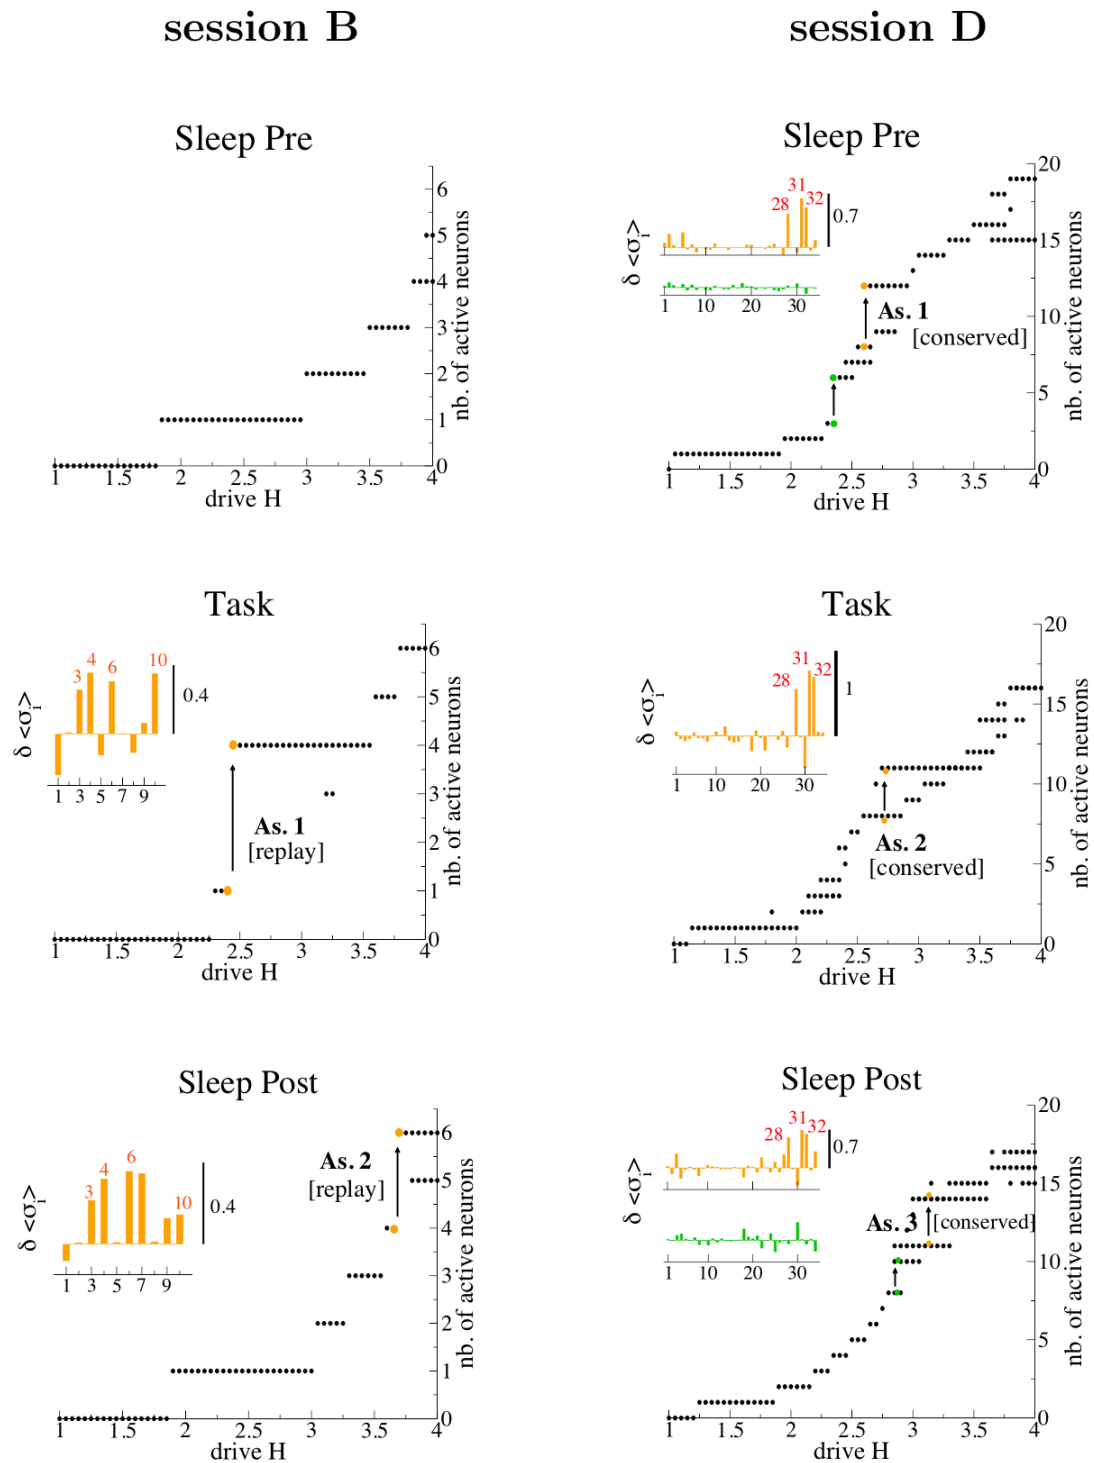 session B
session D
Sleep Pre
6
5
4
3
2
1
0
nb. of active neurons
1 1.5 2 2.5 3 3.5 4
drive H
Sleep Pre
δ <σi>
28 31 32
0.7
1 10 20 30
As. 1
[conserved]
20
15
10
5
0
nb. of active neurons
1 1.5 2 2.5 3 3.5 4
drive H
Task
δ <σi>
3 4 6 10
0.4
1 3 5 7 9
As. 1
[replay]
6
5
4
3
2
1
0
nb. of active neurons
1 1.5 2 2.5 3 3.5 4
drive H
Task
δ <σi>
28 31 32
1
1 10 20 30
As. 2
[conserved]
20
15
10
5
0
nb. of active neurons
1 1.5 2 2.5 3 3.5 4
drive H
Sleep Post
δ <σi>
3 4 6 10
0.4
1 3 5 7 9
As. 2
[replay]
6
5
4
3
2
1
0
nb. of active neurons
1 1.5 2 2.5 3 3.5 4
drive H
Sleep Post
δ <σi>
28 31 32
0.7
1 10 20 30
As. 3 [conserved]
20
15
10
5
0
nb. of active neurons
1 1.5 2 2.5 3 3.5 4
drive H